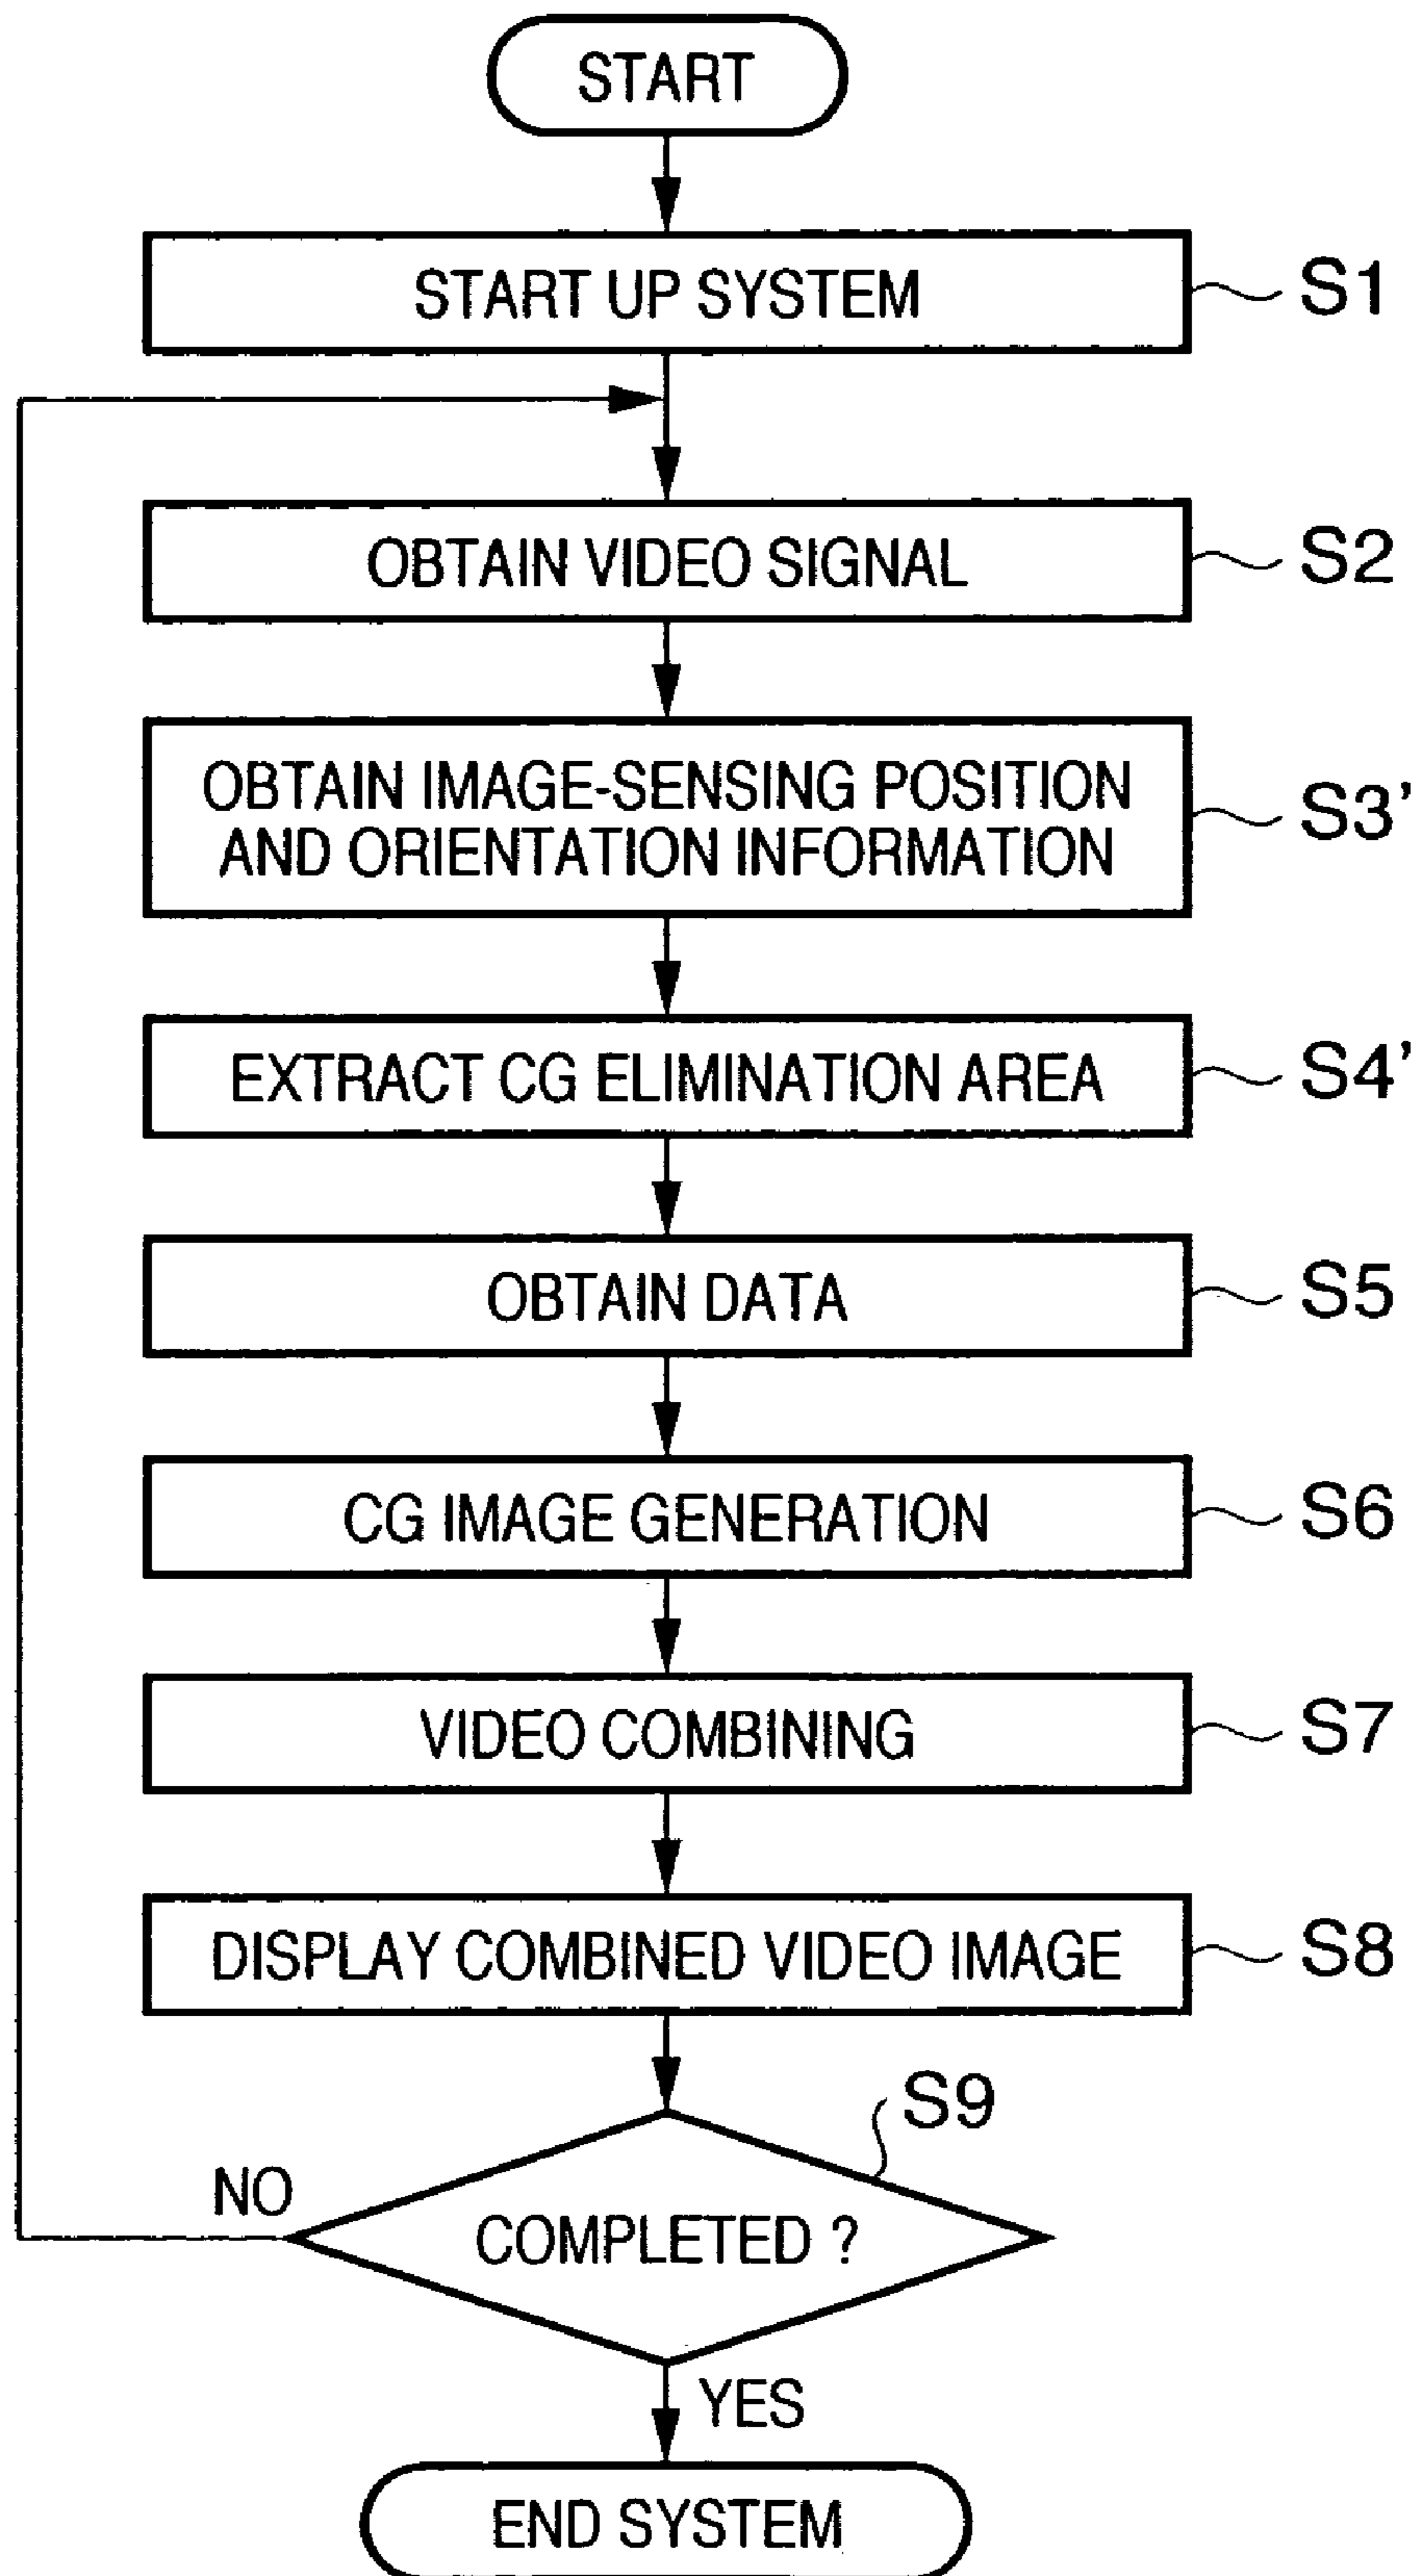 START
START UP SYSTEM
S1
OBTAIN VIDEO SIGNAL
S2
OBTAIN IMAGE-SENSING POSITION
AND ORIENTATION INFORMATION
S3'
EXTRACT CG ELIMINATION AREA
S4'
OBTAIN DATA
S5
CG IMAGE GENERATION
S6
VIDEO COMBINING
S7
DISPLAY COMBINED VIDEO IMAGE
S8
S9
NO
COMPLETED ?
YES
END SYSTEM